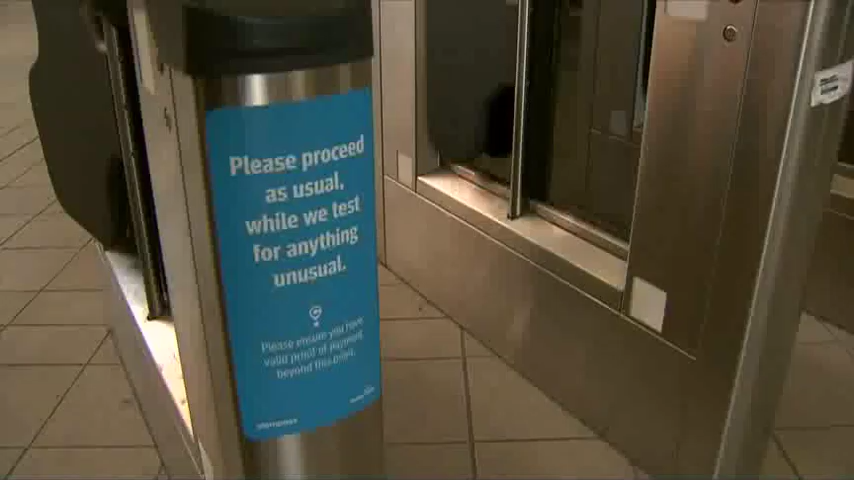 Please proceed
as usual,
while we test
for anything
unusual.
Please ensure you have
valid proof of payment
beyond this point.